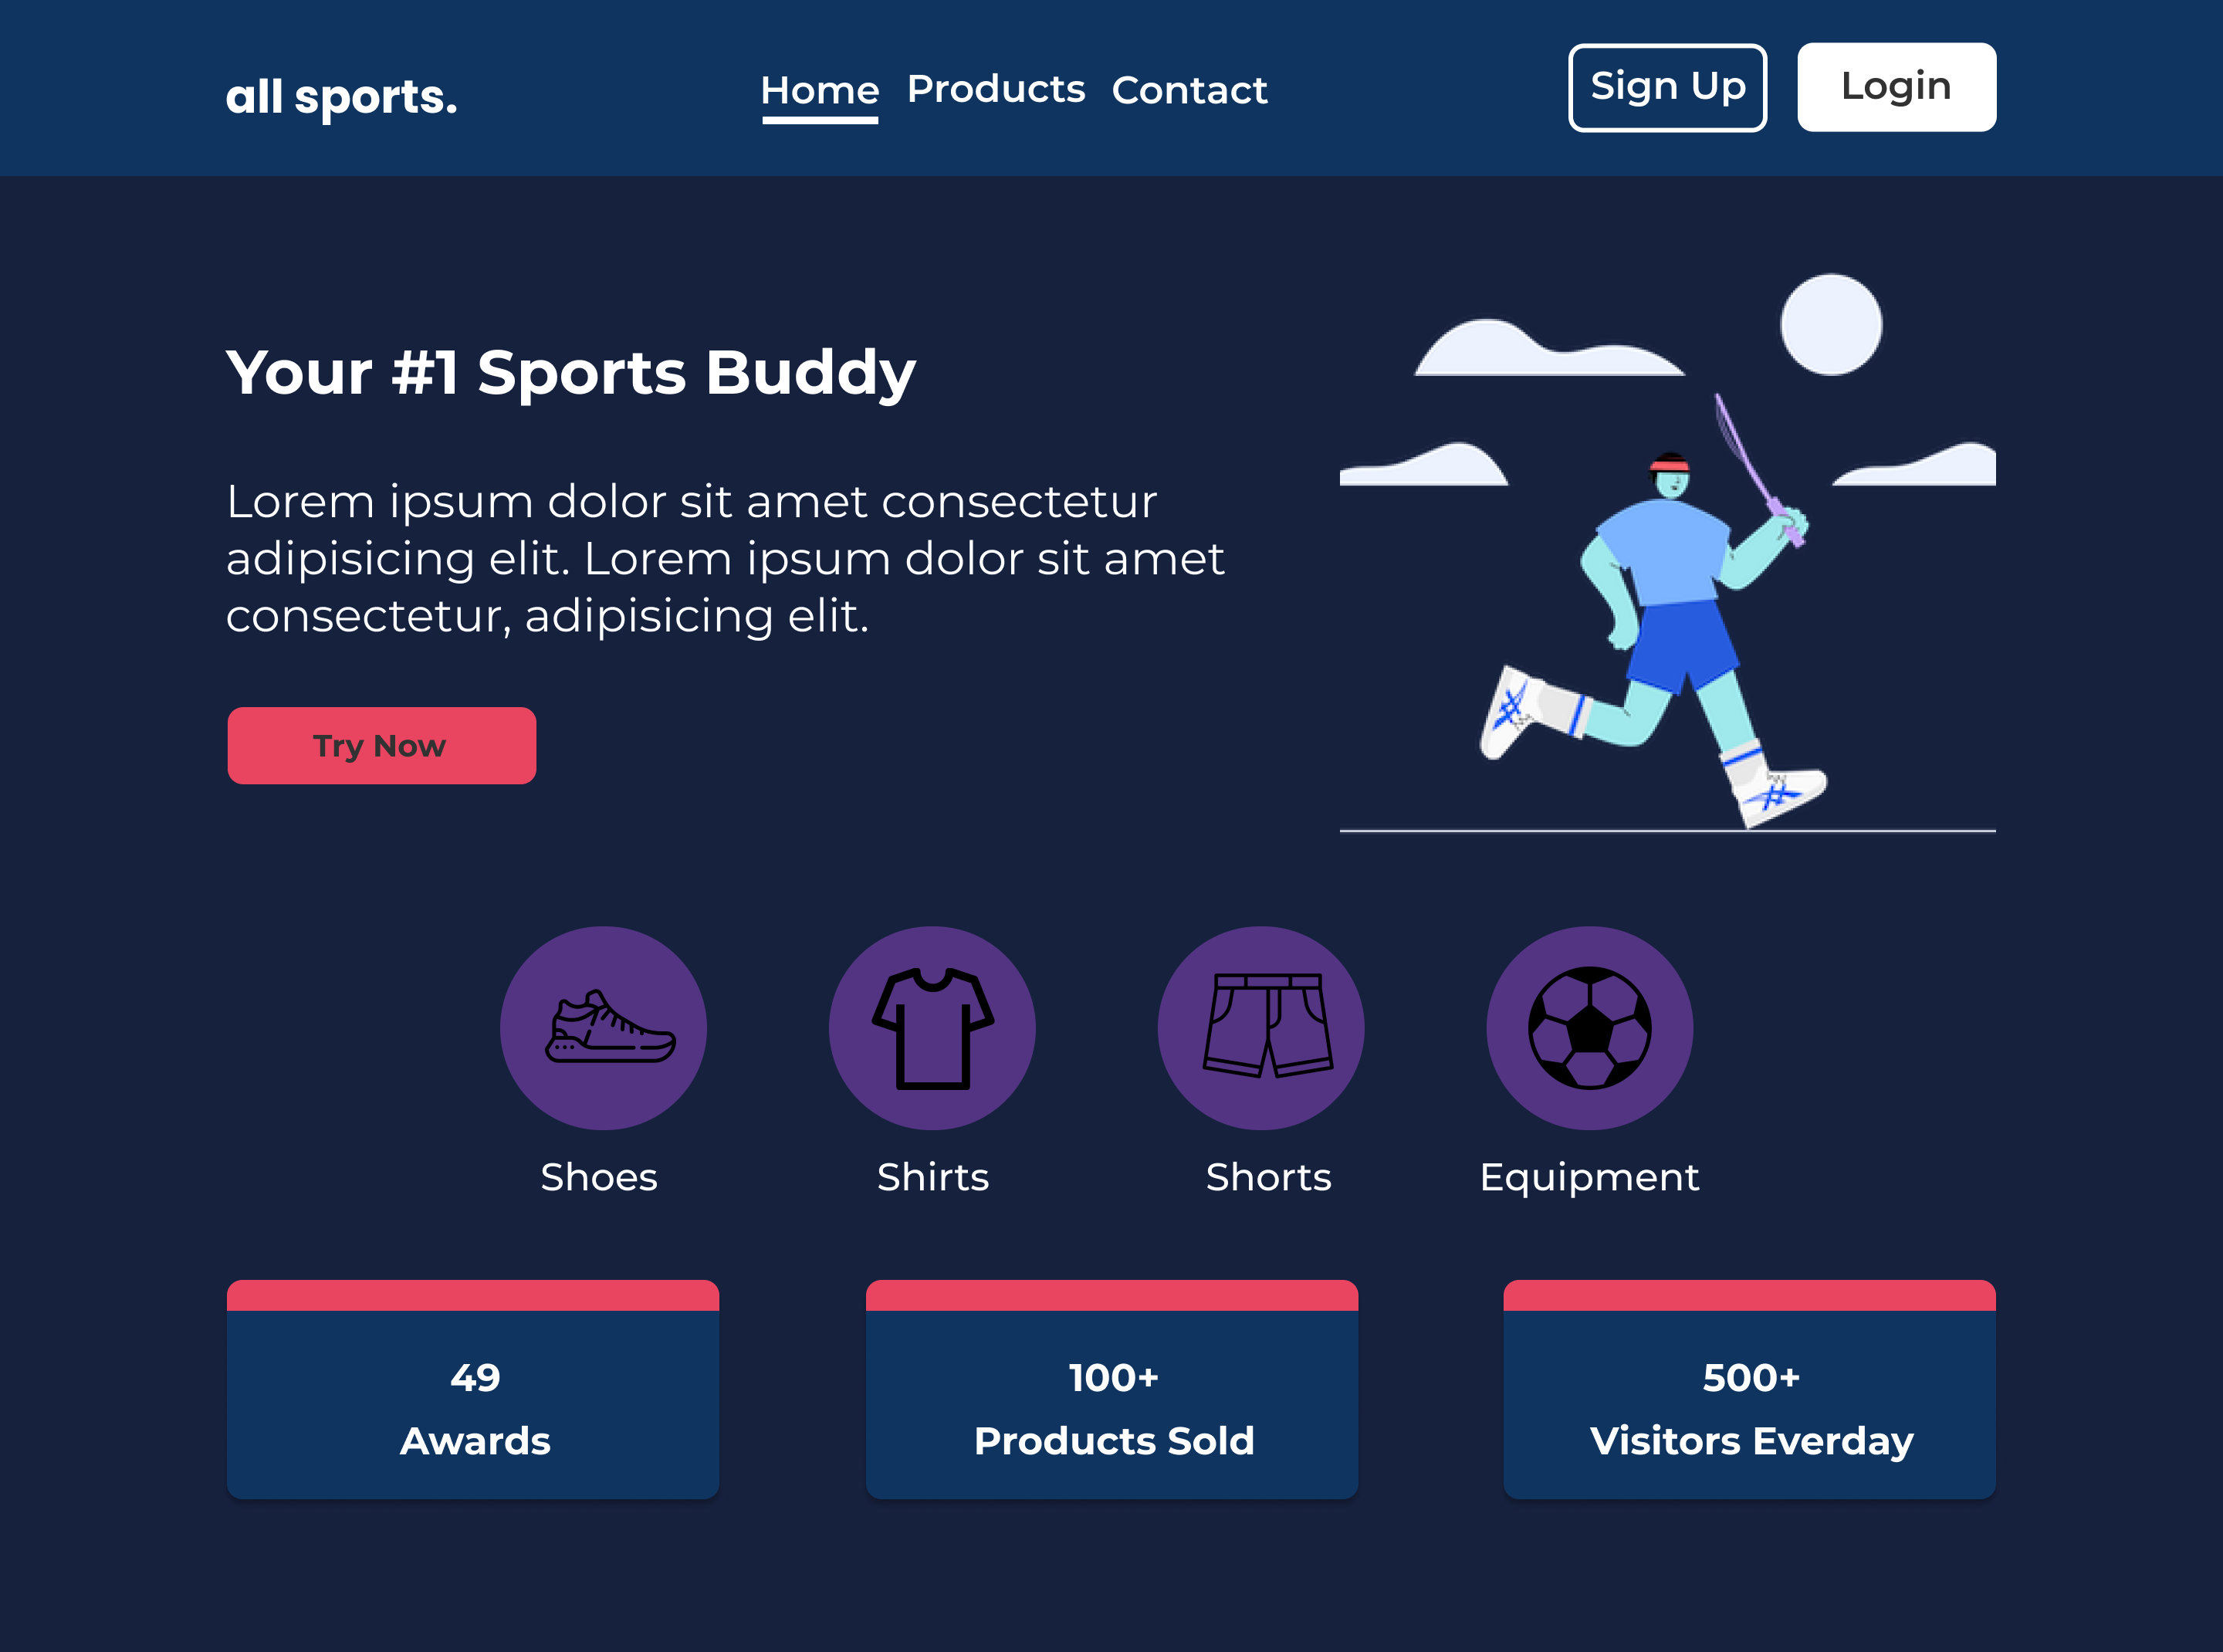 all sports.
Home Products Contact
Sign Up
Login
Your #1 Sports Buddy
Lorem ipsum dolor sit amet consectetur
adipisicing elit. Lorem ipsum dolor sit amet
consectetur, adipisicing elit.
Try Now
Shoes
Shirts
Shorts
Equipment
49
Awards
100+
Products Sold
500+
Visitors Everday